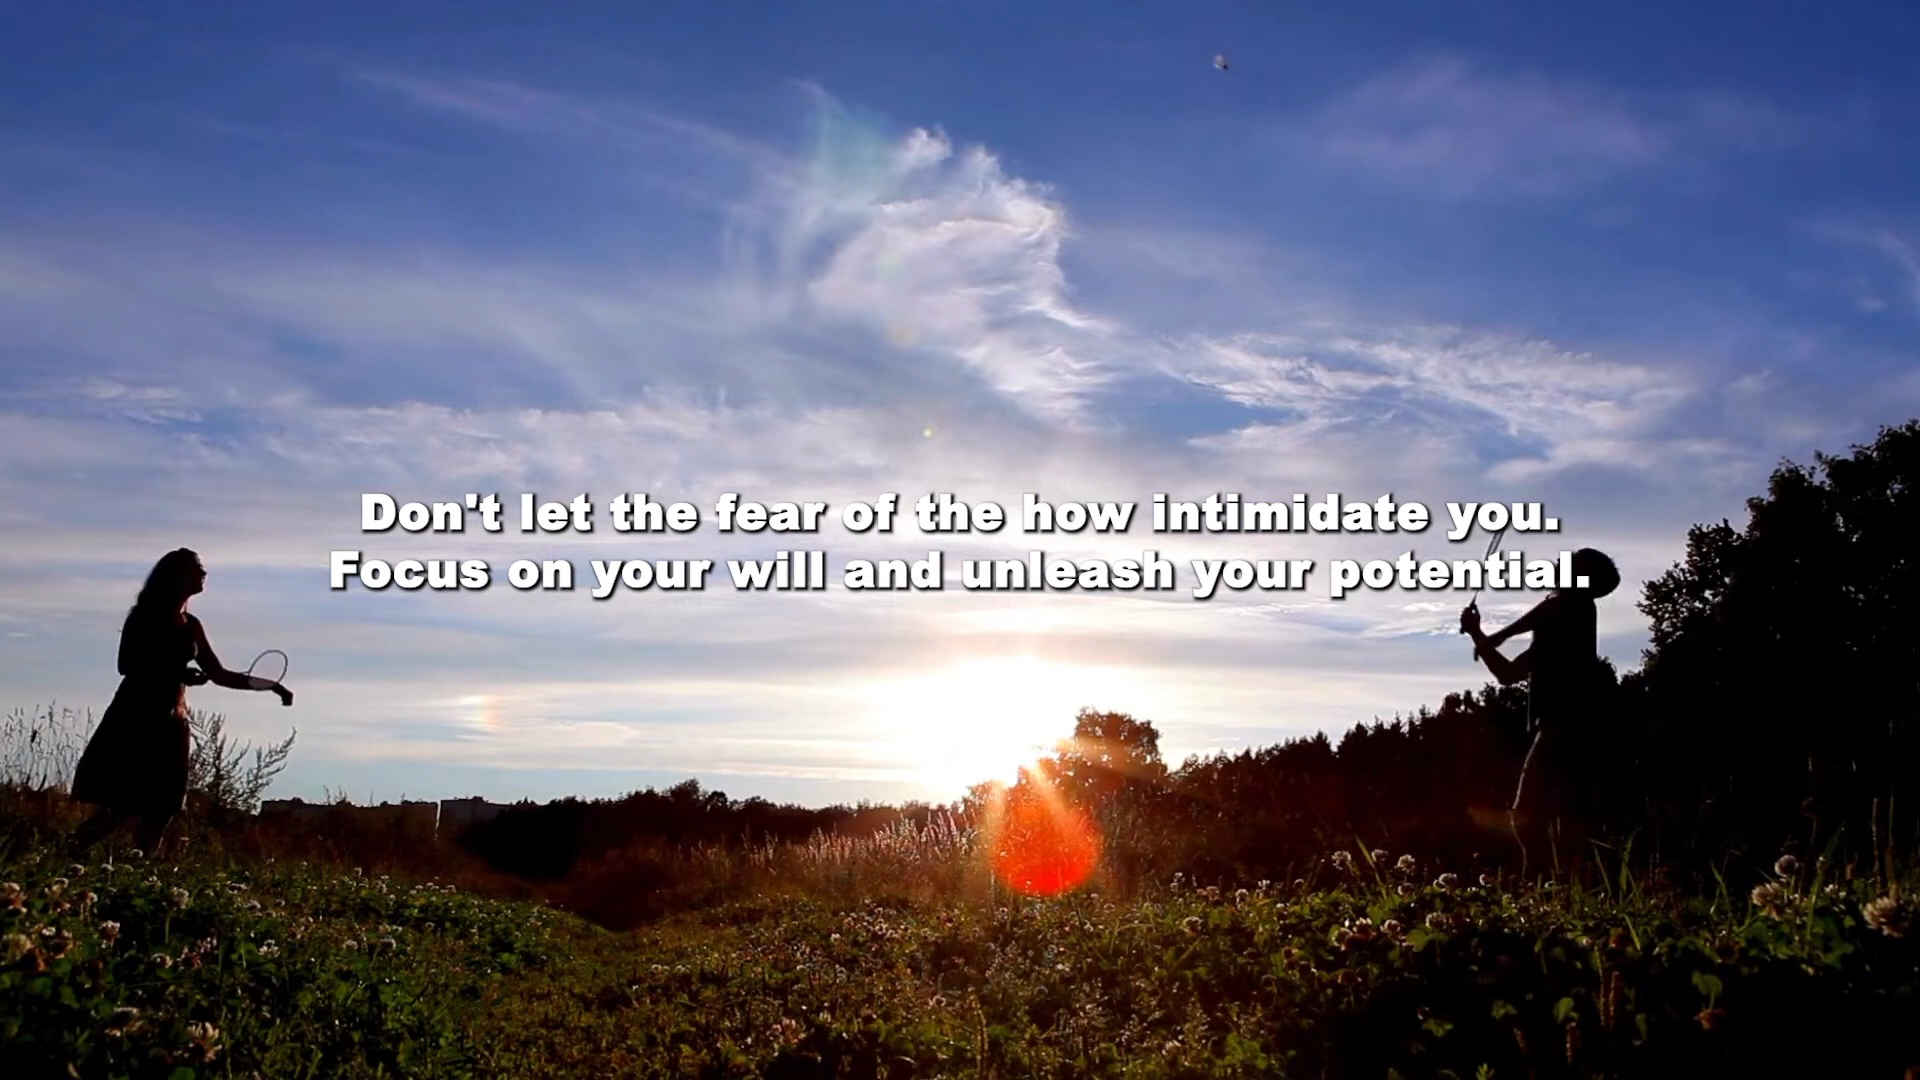 Don't let the fear of the how intimidate you.
Focus on your will and unleash your potential.